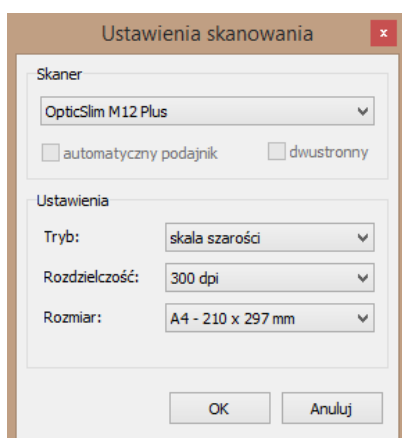 Ustawienia skanowania
x
Skaner
OpticSlim M12 Plus
automatyczny podajnik dwustronny
Ustawienia
Tryb: skala szarości
Rozdzielczość: 300 dpi
Rozmiar: A4 - 210 x 297 mm
OK Anuluj